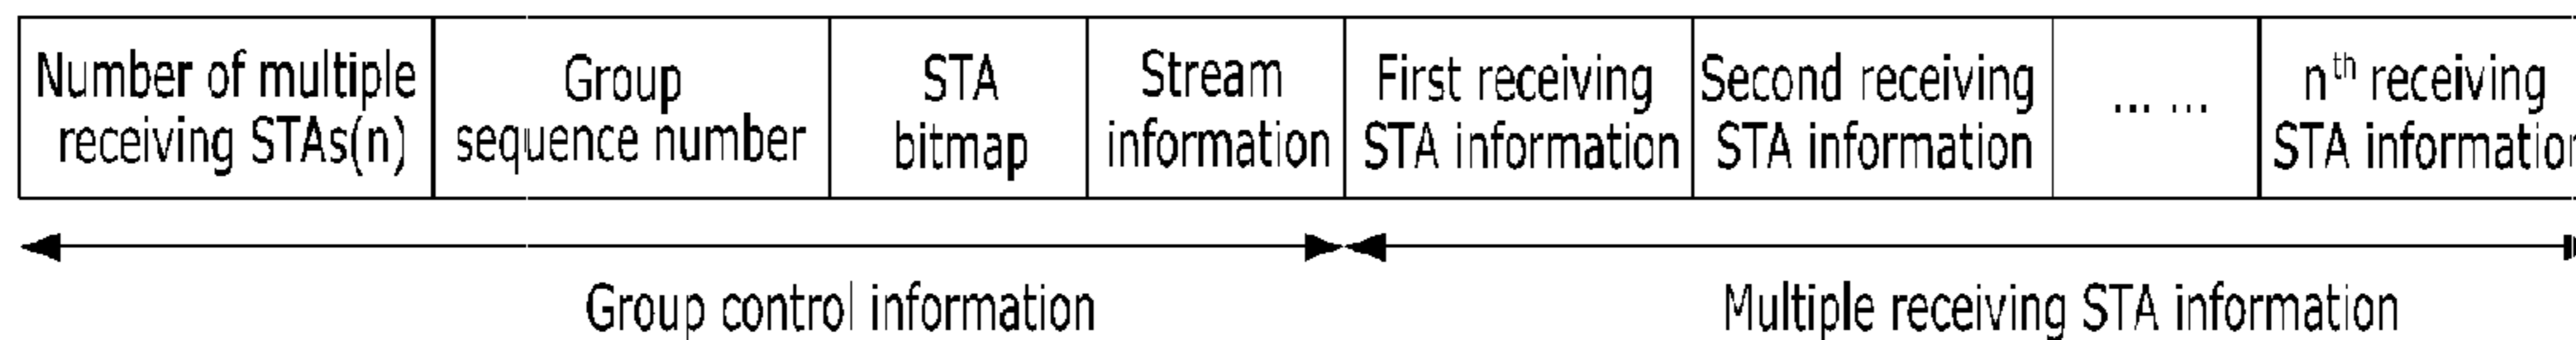 Number of multiple
receiving STAs(n)
Group
sequence number
STA
bitmap
Stream
information
First receiving
STA information
Second receiving
STA information
... ...
nth receiving
STA information
Group control information
Multiple receiving STA information